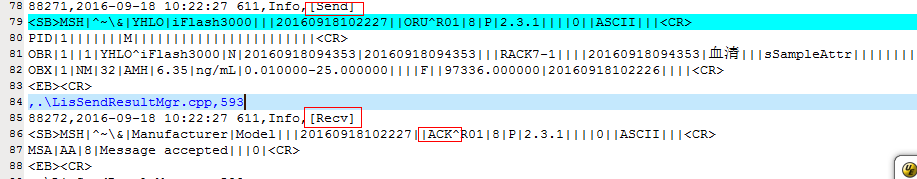 78 88271,2016-09-18 10:22:27 611,Info,[Send]
79 <SB>MSH|^~\&|YHLO|iFlash3000|||20160918102227||ORU^R01|8|P|2.3.1||||0||ASCII|||<CR>
80 PID|1|||||||M|||||||||||||||||||||||<CR>
81 OBR|1||1|YHLO^iFlash3000|N|20160918094353|20160918094353|||RACK7-1||||20160918094353|血清|||sSampleAttr|||||||||
82 OBX|1|NM|32|AMH|6.35|ng/mL|0.010000-25.000000||||F||97336.000000|20160918102226||||<CR>
83 <EB><CR>
84 ,.\LisSendResultMgr.cpp,593
85 88272,2016-09-18 10:22:27 611,Info,[Recv]
86 <SB>MSH|^~\&|Manufacturer|Model|||20160918102227||ACK^R01|8|P|2.3.1||||0||ASCII|||<CR>
87 MSA|AA|8|Message accepted|||0|<CR>
88 <EB><CR>